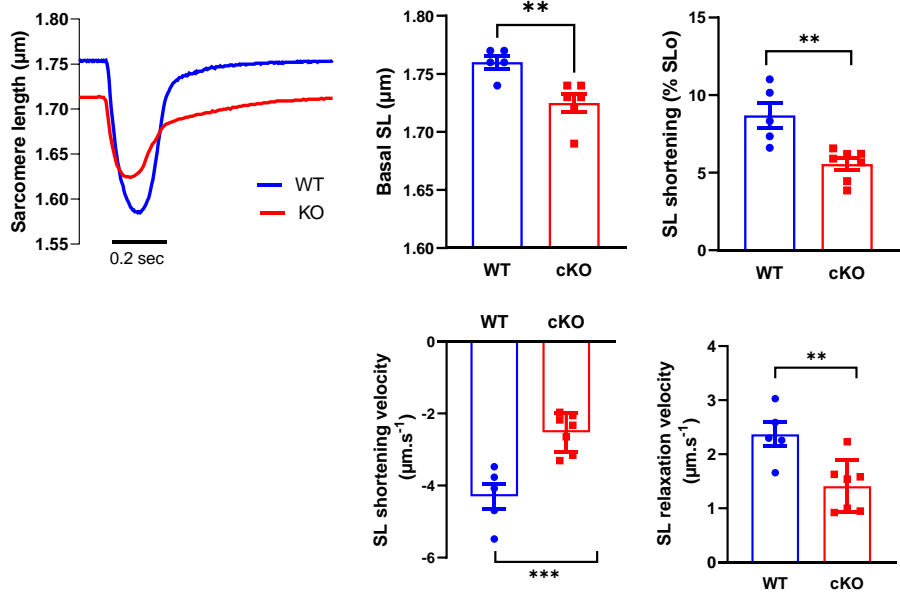 Sarcomere length (µm)
1.80
1.75
1.70
1.65
1.60
1.55
WT
KO
0.2 sec
Basal SL (µm)
1.80
1.75
1.70
1.65
1.60
**
WT
cKO
SL shortening (% SLo)
15
10
5
0
**
WT
cKO
SL shortening velocity
(µm.s⁻¹)
WT
cKO
0
-2
-4
-6
***
SL relaxation velocity
(µm.s⁻¹)
4
3
2
1
0
**
WT
cKO